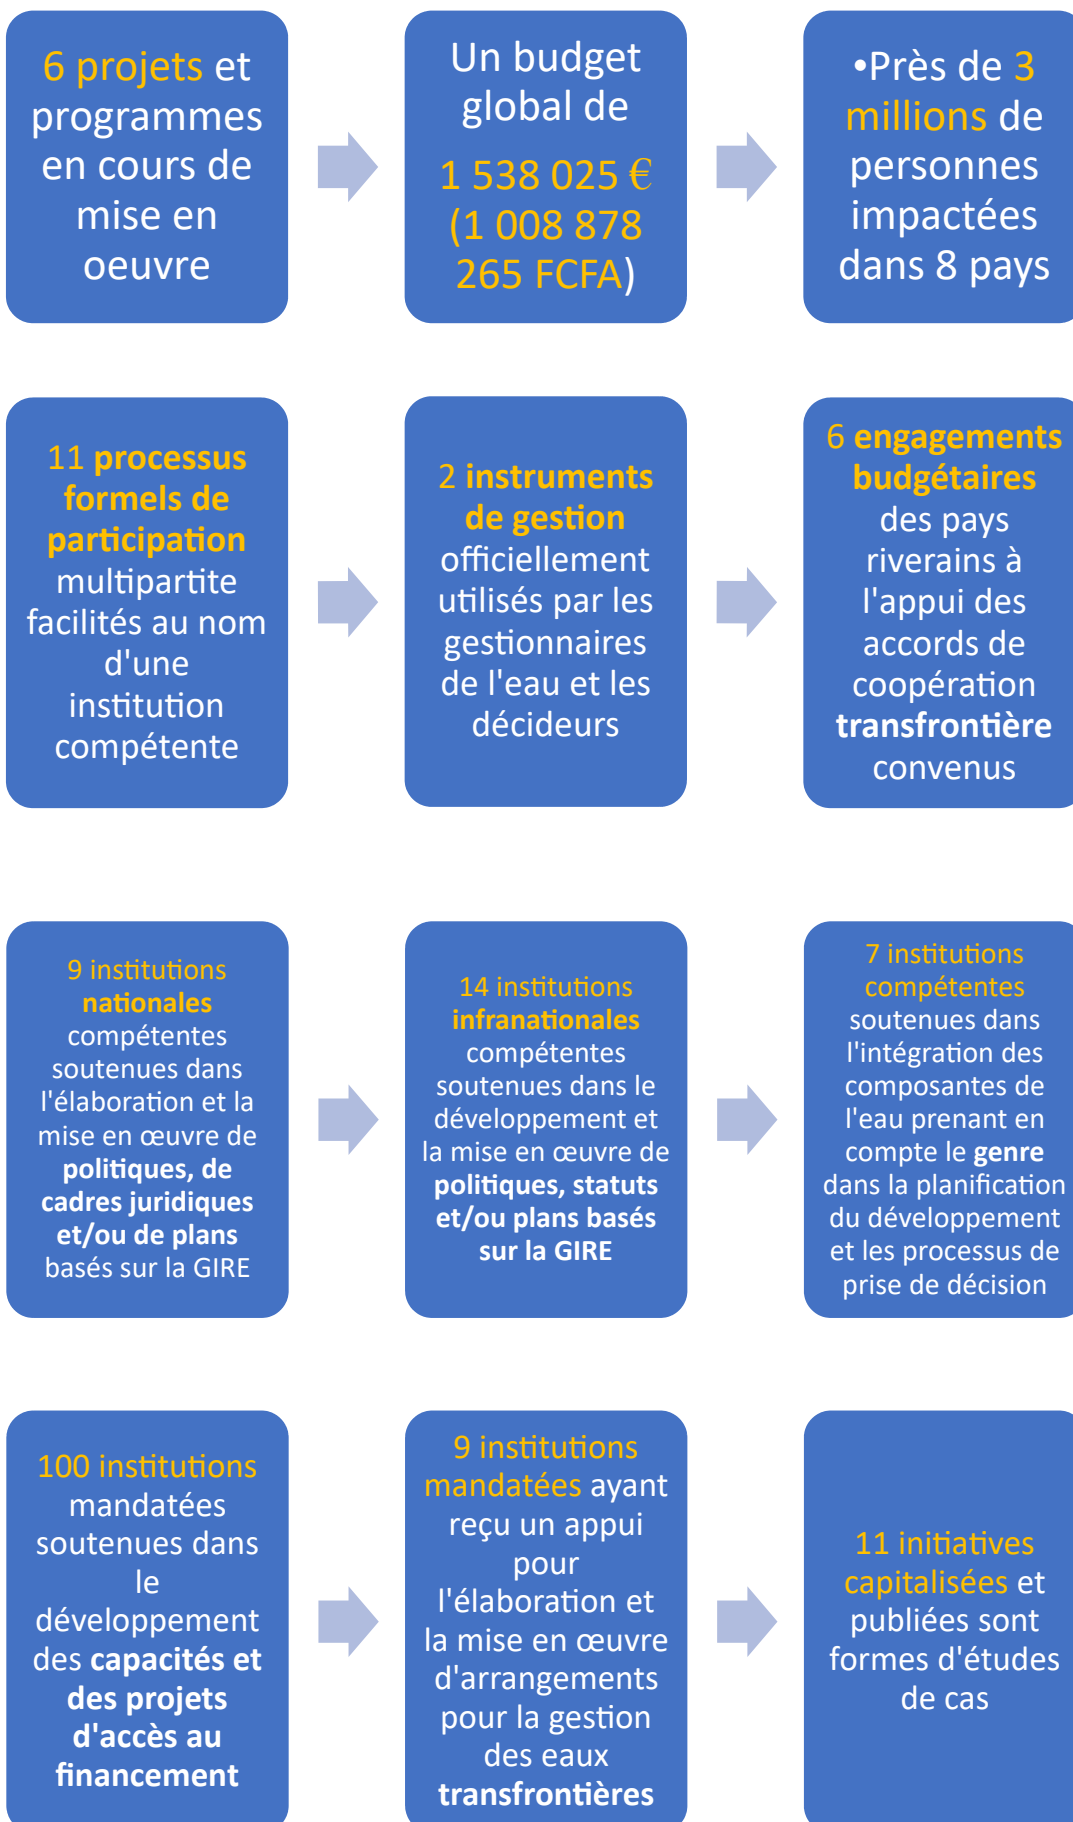 6 projets et
programmes
en cours de
mise en
oeuvre
Un budget
global de
1 538 025 €
(1 008 878
265 FCFA)
•Près de 3
millions de
personnes
impactées
dans 8 pays
11 processus
formels de
participation
multipartite
facilités au nom
d'une
institution
compétente
2 instruments
de gestion
officiellement
utilisés par les
gestionnaires
de l'eau et les
décideurs
6 engagements
budgétaires
des pays
riverains à
l'appui des
accords de
coopération
transfrontière
convenus
9 institutions
nationales
compétentes
soutenues dans
l'élaboration et la
mise en œuvre de
politiques, de
cadres juridiques
et/ou de plans
basés sur la GIRE
14 institutions
infranationales
compétentes
soutenues dans le
développement et
la mise en œuvre de
politiques, statuts
et/ou plans basés
sur la GIRE
7 institutions
compétentes
soutenues dans
l'intégration des
composantes de
l'eau prenant en
compte le genre
dans la planification
du développement
et les processus de
prise de décision
100 institutions
mandatées
soutenues dans
le
développement
des capacités et
des projets
d'accès au
financement
9 institutions
mandatées ayant
reçu un appui
pour
l'élaboration et
la mise en œuvre
d'arrangements
pour la gestion
des eaux
transfrontières
11 initiatives
capitalisées et
publiées sont
formes d'études
de cas